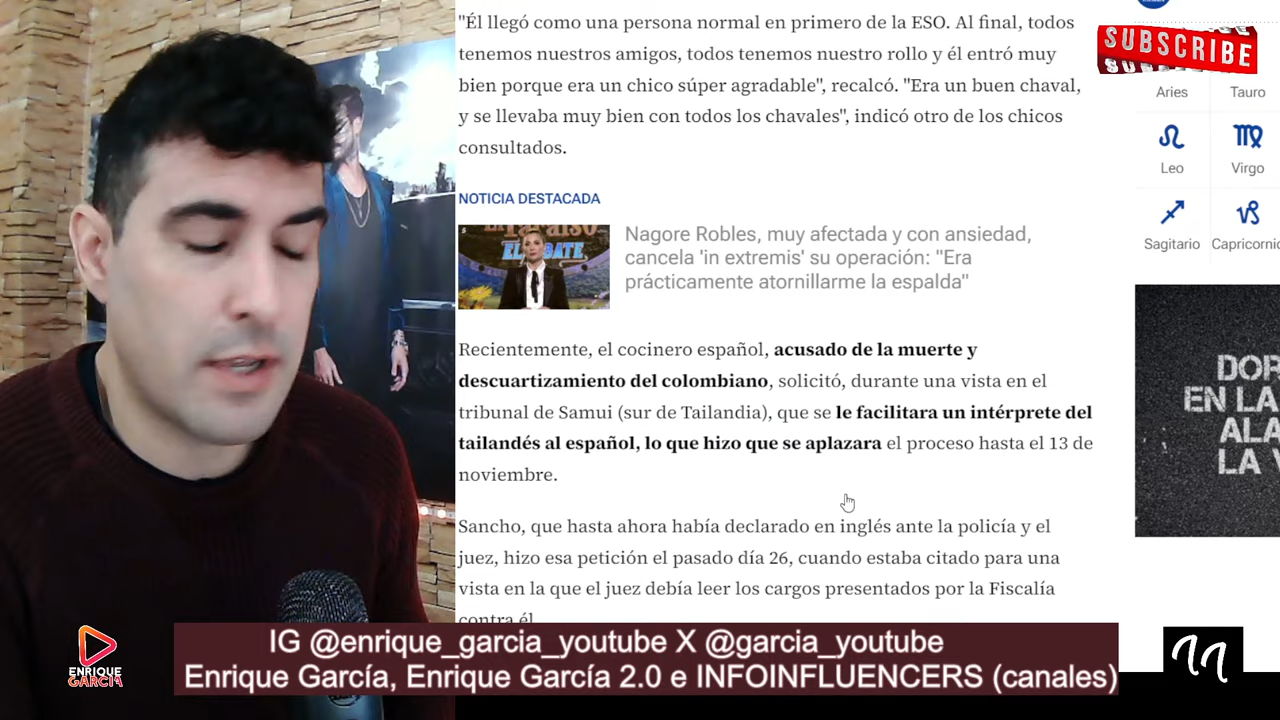 "Él llegó como una persona normal en primero de la ESO. Al final, todos
tenemos nnestros amigos, todos tenemos nuestro rollo y él entró muy
bien porque era un chico súper agradable", recalcó. "Era un buen chaval,
y se llevaba muy bien con todos los chavales", indicó otro de los chicos
consultados.
SUBSCRIBE
Aries
Tauro
Leo
Virgo
Sagitario
Capricornio
NOTICIA DESTACADA
EL DEBATE
Nagore Robles, muy afectada y con ansiedad,
cancela 'in extremis' su operación: "Era
prácticamente atornillarme la espalda"
Recientemente, el cocinero español, acusado de la muerte y
descuartizamiento del colombiano, solicitó, durante una vista en el
tribunal de Samui (sur de Tailandia), que se le facilitara un intérprete del
tailandés al español, lo que hizo que se aplazara el proceso hasta el 13 de
noviembre.
Sancho, que hasta ahora había declarado en inglés ante la policía y el
juez, hizo esa petición el pasado día 26, cuando estaba citado para una
vista en la que el juez debía leer los cargos presentados por la Fiscalía
contra él.
DOR
EN LA
ALA
LA V
IG @enrique_garcia_youtube X @garcia_youtube
Enrique García, Enrique García 2.0 e INFOINFLUENCERS (canales)
ENRIQUE
GARCÍA